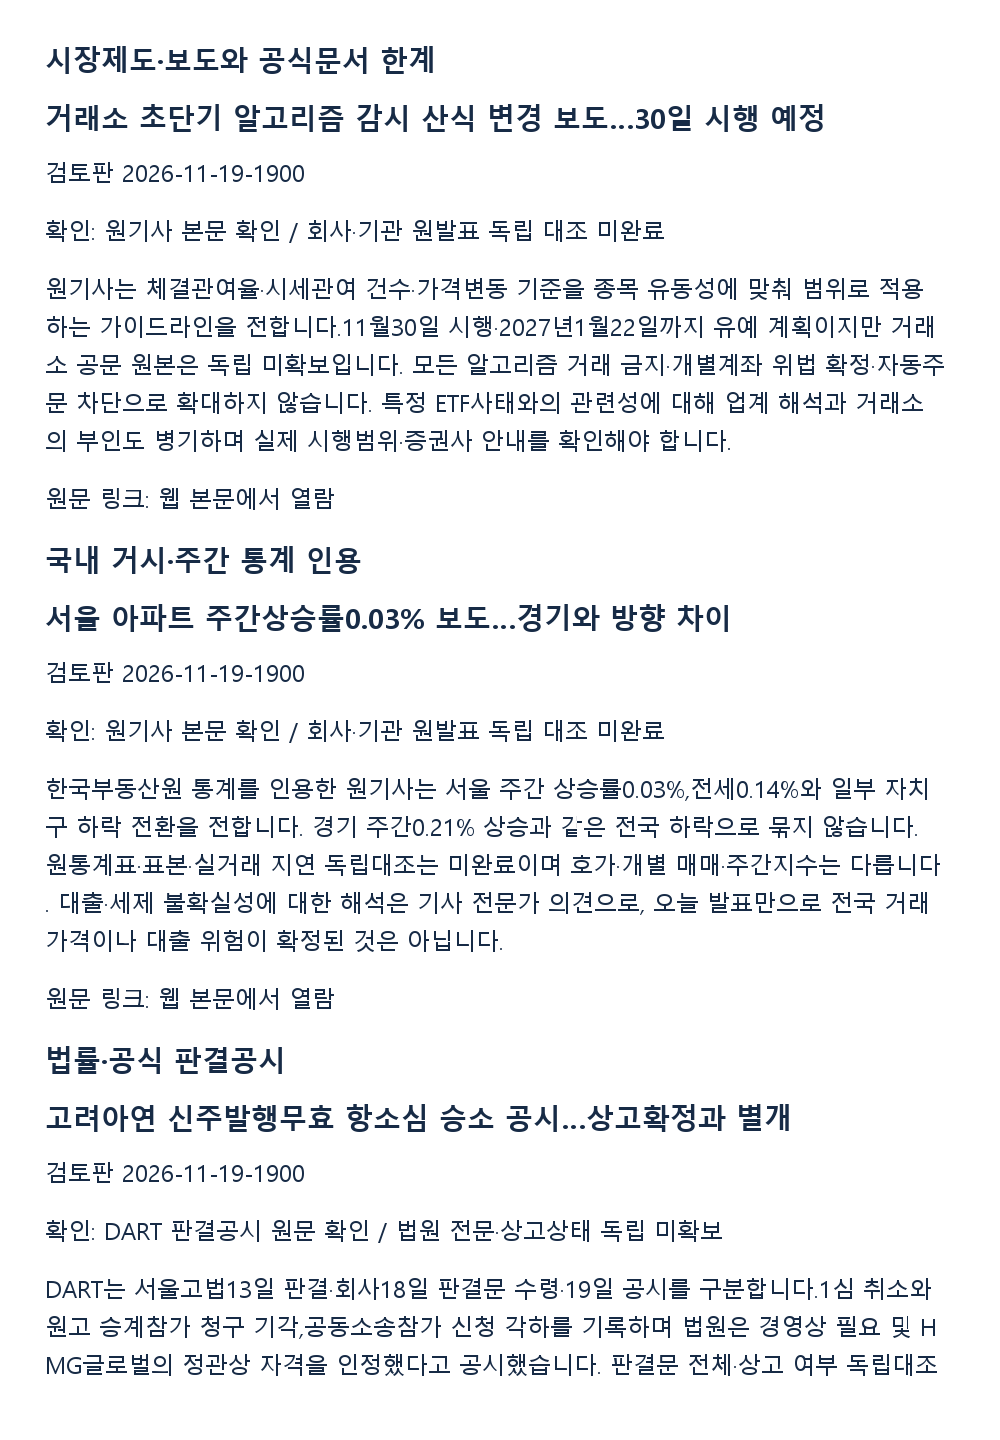 시장제도·보도와 공식문서 한계
거래소 초단기 알고리즘 감시 산식 변경 보도...30일 시행 예정
검토판 2026-11-19-1900
확인: 원기사 본문 확인 / 회사·기관 원발표 독립 대조 미완료
원기사는 체결관여율·시세관여 건수·가격변동 기준을 종목 유동성에 맞춰 범위로 적용
하는 가이드라인을 전합니다.11월30일 시행·2027년1월22일까지 유예 계획이지만 거래
소 공문 원본은 독립 미확보입니다. 모든 알고리즘 거래 금지·개별계좌 위법 확정·자동주
문 차단으로 확대하지 않습니다. 특정 ETF사태와의 관련성에 대해 업계 해석과 거래소
의 부인도 병기하며 실제 시행범위·증권사 안내를 확인해야 합니다.
원문 링크: 웹 본문에서 열람
국내 거시·주간 통계 인용
서울 아파트 주간상승률0.03% 보도...경기와 방향 차이
검토판 2026-11-19-1900
확인: 원기사 본문 확인 / 회사·기관 원발표 독립 대조 미완료
한국부동산원 통계를 인용한 원기사는 서울 주간 상승률0.03%,전세0.14%와 일부 자치
구 하락 전환을 전합니다. 경기 주간0.21% 상승과 같은 전국 하락으로 묶지 않습니다.
원통계표·표본·실거래 지연 독립대조는 미완료이며 호가·개별 매매·주간지수는 다릅니다
. 대출·세제 불확실성에 대한 해석은 기사 전문가 의견으로, 오늘 발표만으로 전국 거래
가격이나 대출 위험이 확정된 것은 아닙니다.
원문 링크: 웹 본문에서 열람
법률·공식 판결공시
고려아연 신주발행무효 항소심 승소 공시...상고확정과 별개
검토판 2026-11-19-1900
확인: DART 판결공시 원문 확인 / 법원 전문·상고상태 독립 미확보
DART는 서울고법13일 판결·회사18일 판결문 수령·19일 공시를 구분합니다.1심 취소와
원고 승계참가 청구 기각,공동소송참가 신청 각하를 기록하며 법원은 경영상 필요 및 H
MG글로벌의 정관상 자격을 인정했다고 공시했습니다. 판결문 전체·상고 여부 독립대조